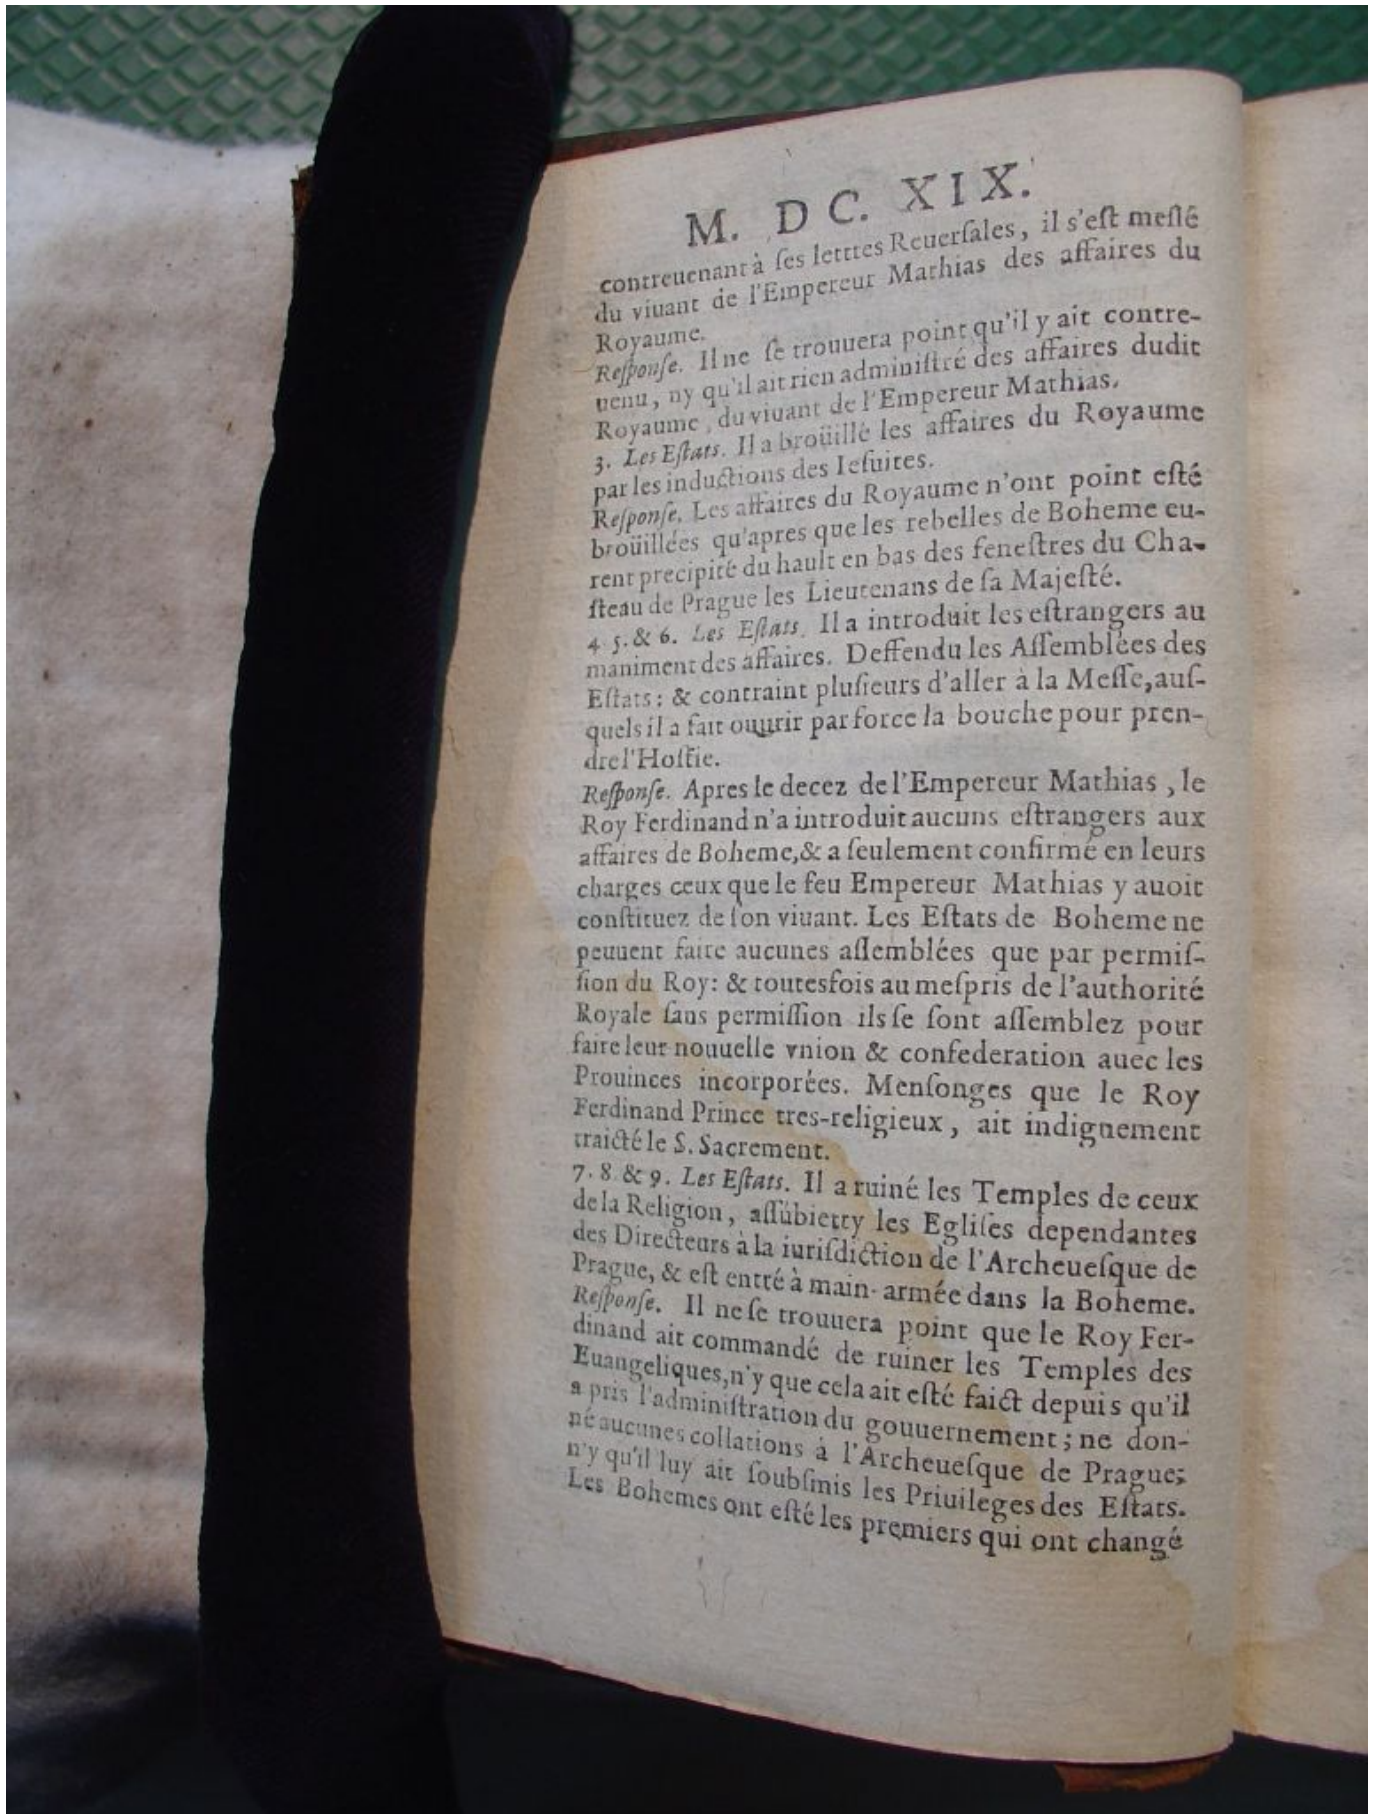 M. DC. XIX.
contreuenant à ſes letttes Reuerſales, il s'eſt meſlé
du viuant de l'Empereur Mathias des affaires du
Royaume.
Reſponſe. Il ne ſe trouuera point qu'il y ait contre-
uenu, ny qu'il ait rien adminiſtré des affaires dudit
Royaume, du viuant de l'Empereur Mathias.
3. Les Eſtats. Il a broüillé les affaires du Royaume
par les inductions des Ieſuites.
Reſponſe. Les affaires du Royaume n'ont point eſté
broüillées qu'apres que les rebelles de Boheme eu-
rent precipité du hault en bas des feneſtres du Cha-
ſteau de Prague les Lieutenans de ſa Majeſté.
4. 5. & 6. Les Eſtats. Il a introduit les eſtrangers au
maniment des affaires. Deffendu les Aſſemblées des
Eſtats: & contraint pluſieurs d'aller à la Meſſe, auſ-
quels il a fait ouurir par force la bouche pour pren-
dre l'Hoſtie.
Reſponſe. Apres le decez de l'Empereur Mathias, le
Roy Ferdinand n'a introduit aucuns eſtrangers aux
affaires de Boheme, & a ſeulement confirmé en leurs
charges ceux que le feu Empereur Mathias y auoit
conſtituez de ſon viuant. Les Eſtats de Boheme ne
peuuent faire aucunes aſſemblées que par permiſ-
ſion du Roy: & toutesfois au meſpris de l'authorité
Royale ſans permiſſion ils ſe ſont aſſemblez pour
faire leur nouuelle vnion & confederation auec les
Prouinces incorporées. Menſonges que le Roy
Ferdinand Prince tres-religieux, ait indignement
traicté le S. Sacrement.
7. 8. & 9. Les Eſtats. Il a ruiné les Temples de ceux
de la Religion, aſſûbietty les Egliſes dependantes
des Directeurs à la iuriſdiction de l'Archeueſque de
Prague, & eſt entré à main-armée dans la Boheme.
Reſponſe. Il ne ſe trouuera point que le Roy Fer-
dinand ait commandé de ruiner les Temples des
Euangeliques, n'y que cela ait eſté faict depuis qu'il
a pris l'adminiſtration du gouuernement; ne don-
né aucunes collations à l'Archeueſque de Prague;
n'y qu'il luy ait ſoubſmis les Priuileges des Eſtats.
Les Bohemes ont eſté les premiers qui ont changé